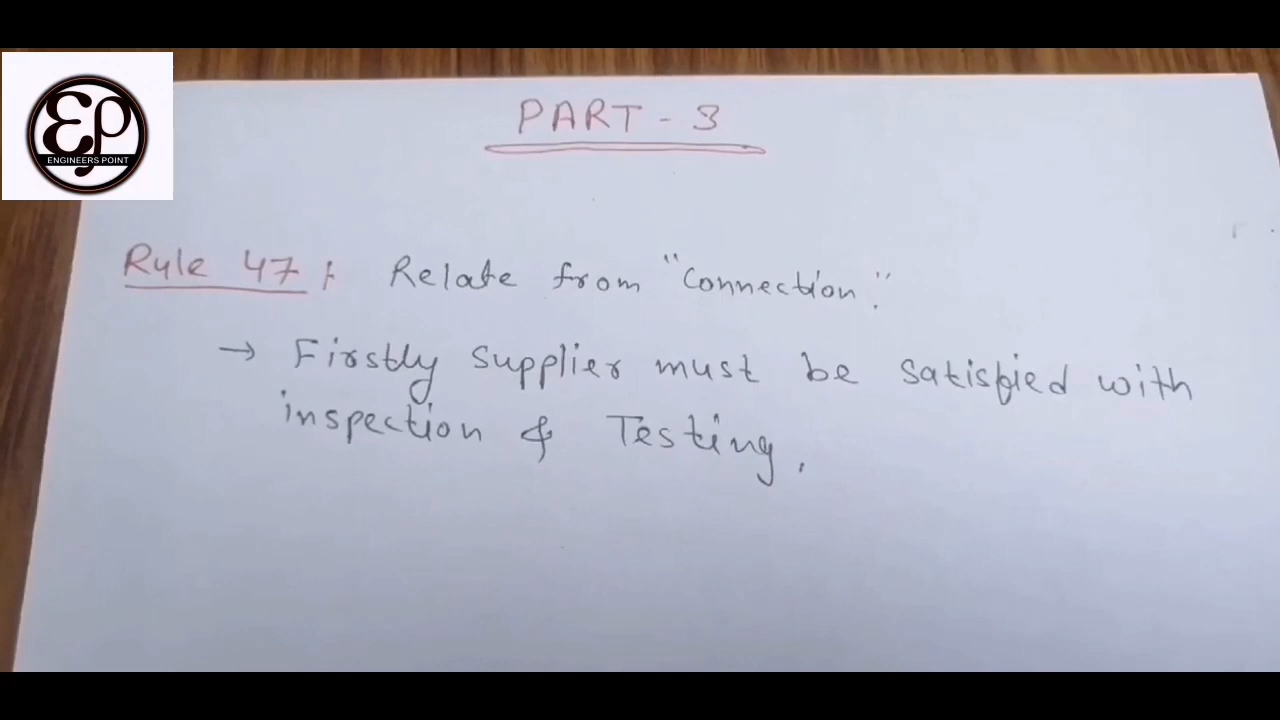 EP
ENGINEERS POINT
PART - 3
Rule 47 : Relate from "Connection."
→ Firstly supplier must be satisfied with
inspection & Testing.